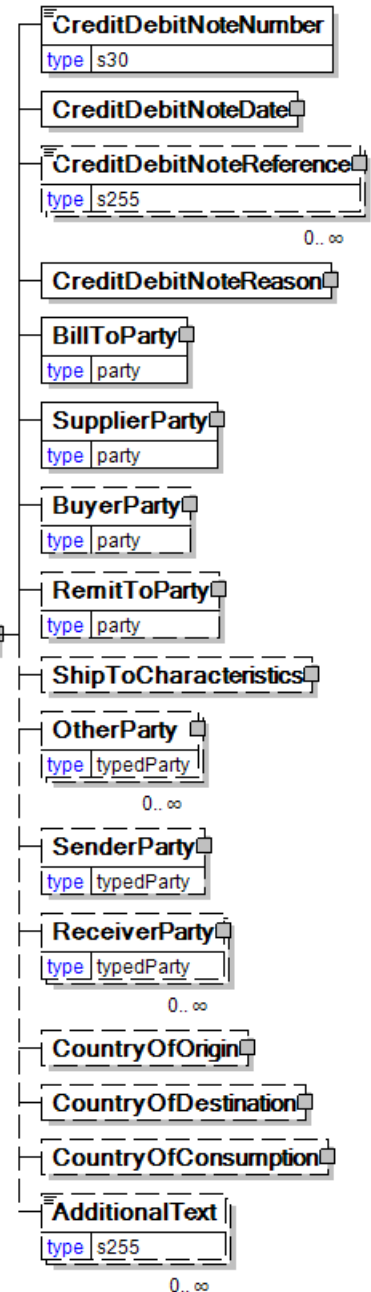 CreditDebitNoteNumber
type s30
CreditDebitNoteDate
CreditDebitNoteReference
type s255
0.. ∞
CreditDebitNoteReason
BillToParty
type party
SupplierParty
type party
BuyerParty
type party
RemitToParty
type party
ShipToCharacteristics
OtherParty
type typedParty
0.. ∞
SenderParty
type typedParty
ReceiverParty
type typedParty
0.. ∞
CountryOfOrigin
CountryOfDestination
CountryOfConsumption
AdditionalText
type s255
0.. ∞